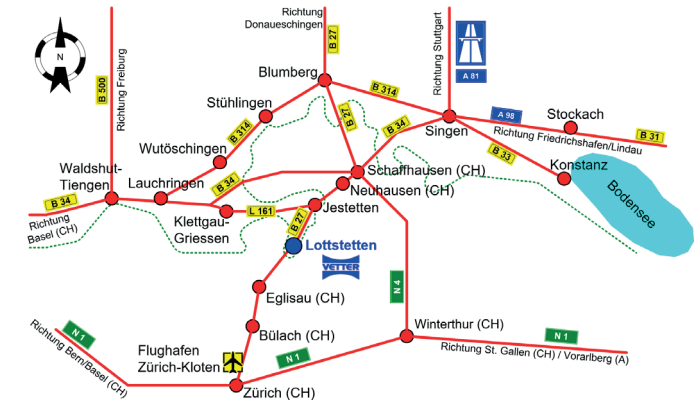 Richtung
Donaueschingen
B 27
Richtung Stuttgart
A 81
N
B 500
Richtung Freiburg
Blumberg
B 314
Stühlingen
B 27
B 34
Singen
A 98
Stockach
Richtung Friedrichshafen/Lindau
B 31
B 314
Wutöschingen
B 33
Konstanz
Waldshut-
Tiengen
Lauchringen
B 34
Schaffhausen (CH)
Neuhausen (CH)
Bodensee
B 34
Richtung
Basel (CH)
Klettgau-
Griessen
L 161
Jestetten
B 27
Lottstetten
VETTER
N 4
Eglisau (CH)
Bülach (CH)
Winterthur (CH)
N 1
Richtung St. Gallen (CH) / Vorarlberg (A)
N 1
Richtung Bern/Basel (CH)
Flughafen
Zürich-Kloten
N 1
Zürich (CH)